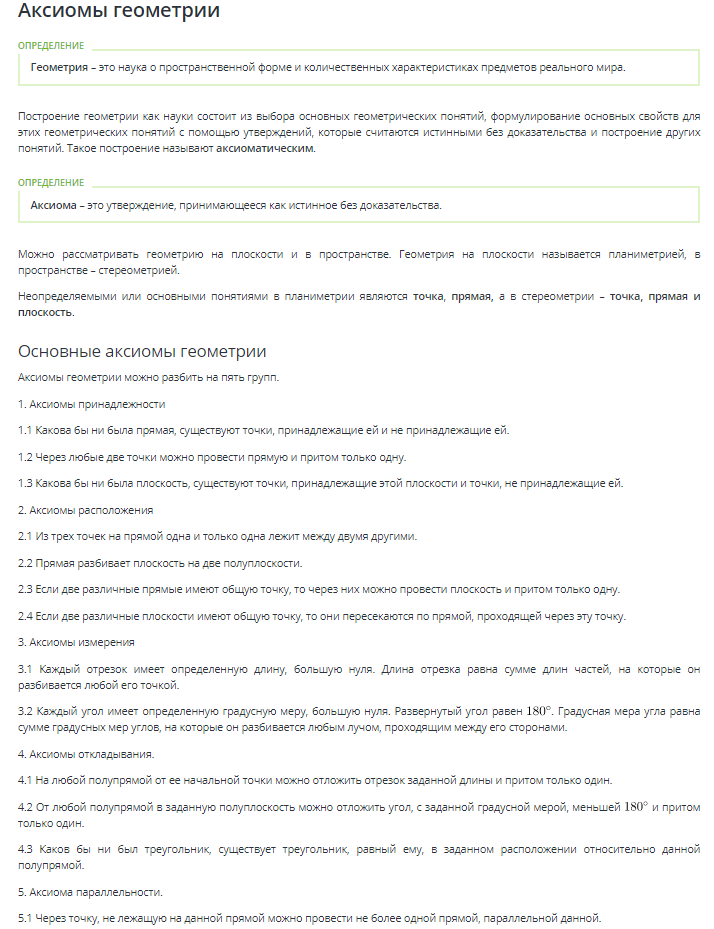 Аксиомы геометрии
ОПРЕДЕЛЕНИЕ
Геометрия – это наука о пространственной форме и количественных характеристиках предметов реального мира.
Построение геометрии как науки состоит из выбора основных геометрических понятий, формулирование основных свойств для
этих геометрических понятий с помощью утверждений, которые считаются истинными без доказательства и построение других
понятий. Такое построение называют аксиоматическим.
ОПРЕДЕЛЕНИЕ
Аксиома – это утверждение, принимающееся как истинное без доказательства.
Можно рассматривать геометрию на плоскости и в пространстве. Геометрия на плоскости называется планиметрией, в
пространстве – стереометрией.
Неопределяемыми или основными понятиями в планиметрии являются точка, прямая, а в стереометрии – точка, прямая и
плоскость.
Основные аксиомы геометрии
Аксиомы геометрии можно разбить на пять групп.
1. Аксиомы принадлежности
1.1 Какова бы ни была прямая, существуют точки, принадлежащие ей и не принадлежащие ей.
1.2 Через любые две точки можно провести прямую и притом только одну.
1.3 Какова бы ни была плоскость, существуют точки, принадлежащие этой плоскости и точки, не принадлежащие ей.
2. Аксиомы расположения
2.1 Из трех точек на прямой одна и только одна лежит между двумя другими.
2.2 Прямая разбивает плоскость на две полуплоскости.
2.3 Если две различные прямые имеют общую точку, то через них можно провести плоскость и притом только одну.
2.4 Если две различные плоскости имеют общую точку, то они пересекаются по прямой, проходящей через эту точку.
3. Аксиомы измерения
3.1 Каждый отрезок имеет определенную длину, большую нуля. Длина отрезка равна сумме длин частей, на которые он
разбивается любой его точкой.
3.2 Каждый угол имеет определенную градусную меру, большую нуля. Развернутый угол равен 180°. Градусная мера угла равна
сумме градусных мер углов, на которые он разбивается любым лучом, проходящим между его сторонами.
4. Аксиомы откладывания.
4.1 На любой полупрямой от ее начальной точки можно отложить отрезок заданной длины и притом только один.
4.2 От любой полупрямой в заданную полуплоскость можно отложить угол, с заданной градусной мерой, меньшей 180° и притом
только один.
4.3 Каков бы ни был треугольник, существует треугольник, равный ему, в заданном расположении относительно данной
полупрямой.
5. Аксиома параллельности.
5.1 Через точку, не лежащую на данной прямой можно провести не более одной прямой, параллельной данной.